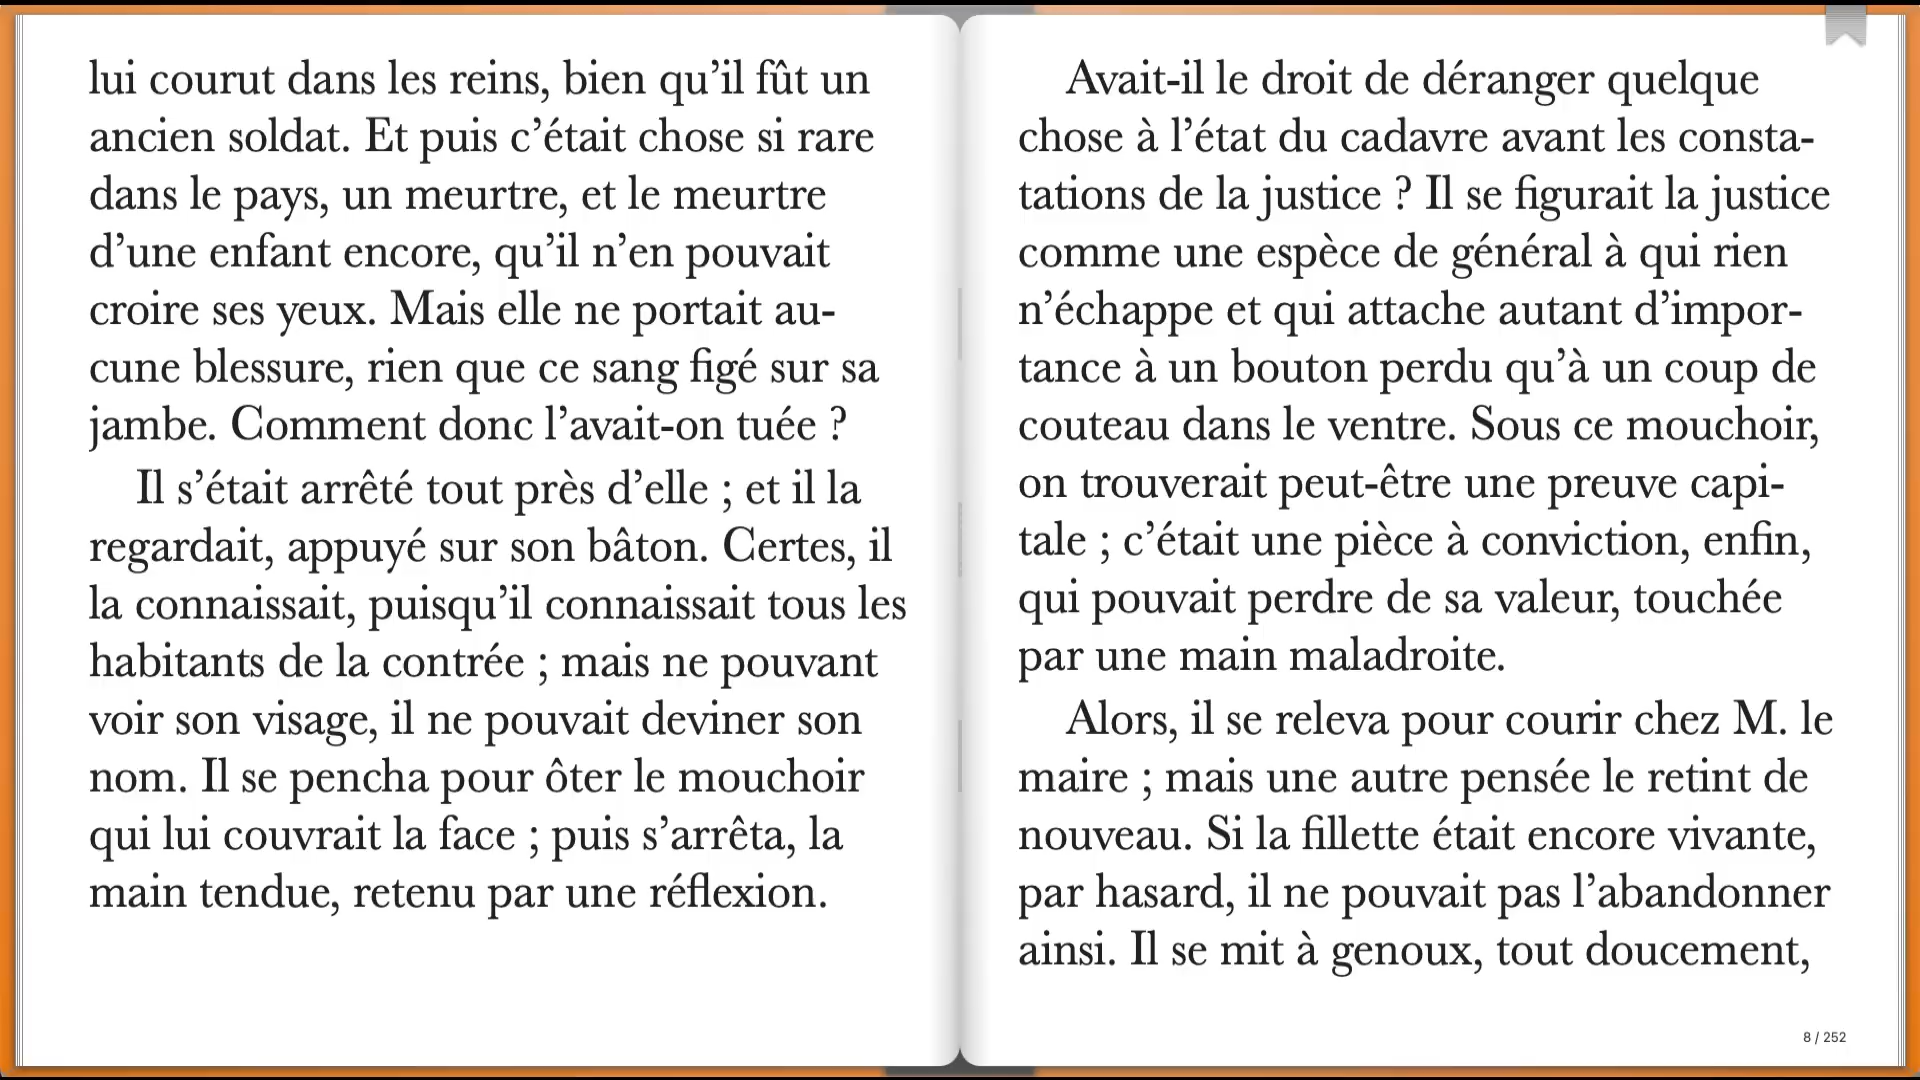 lui courut dans les reins, bien qu’il fût un
ancien soldat. Et puis c’était chose si rare
dans le pays, un meurtre, et le meurtre
d’une enfant encore, qu’il n’en pouvait
croire ses yeux. Mais elle ne portait au-
cune blessure, rien que ce sang figé sur sa
jambe. Comment donc l’avait-on tuée ?
Il s’était arrêté tout près d’elle ; et il la
regardait, appuyé sur son bâton. Certes, il
la connaissait, puisqu’il connaissait tous les
habitants de la contrée ; mais ne pouvant
voir son visage, il ne pouvait deviner son
nom. Il se pencha pour ôter le mouchoir
qui lui couvrait la face ; puis s’arrêta, la
main tendue, retenu par une réflexion.
Avait-il le droit de déranger quelque
chose à l’état du cadavre avant les consta-
tations de la justice ? Il se figurait la justice
comme une espèce de général à qui rien
n’échappe et qui attache autant d’impor-
tance à un bouton perdu qu’à un coup de
couteau dans le ventre. Sous ce mouchoir,
on trouverait peut-être une preuve capi-
tale ; c’était une pièce à conviction, enfin,
qui pouvait perdre de sa valeur, touchée
par une main maladroite.
Alors, il se releva pour courir chez M. le
maire ; mais une autre pensée le retint de
nouveau. Si la fillette était encore vivante,
par hasard, il ne pouvait pas l’abandonner
ainsi. Il se mit à genoux, tout doucement,
8 / 252